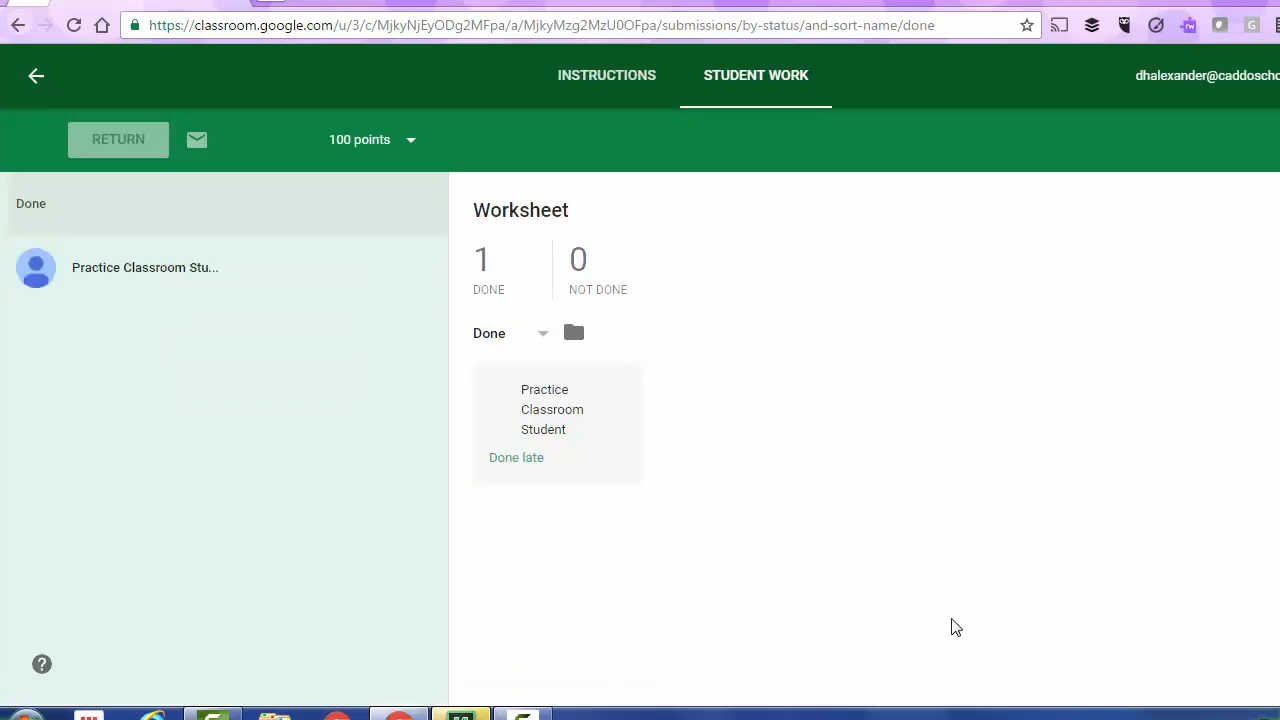 https://classroom.google.com/u/3/c/MjkyNjEyODg2MFpa/a/MjkyMzg2MzU0OFpa/submissions/by-status/and-sort-name/done
INSTRUCTIONS
STUDENT WORK
dhalexander@caddoscho
RETURN
100 points
Done
Practice Classroom Stu...
Worksheet
1
0
DONE
NOT DONE
Done
Practice
Classroom
Student
Done late